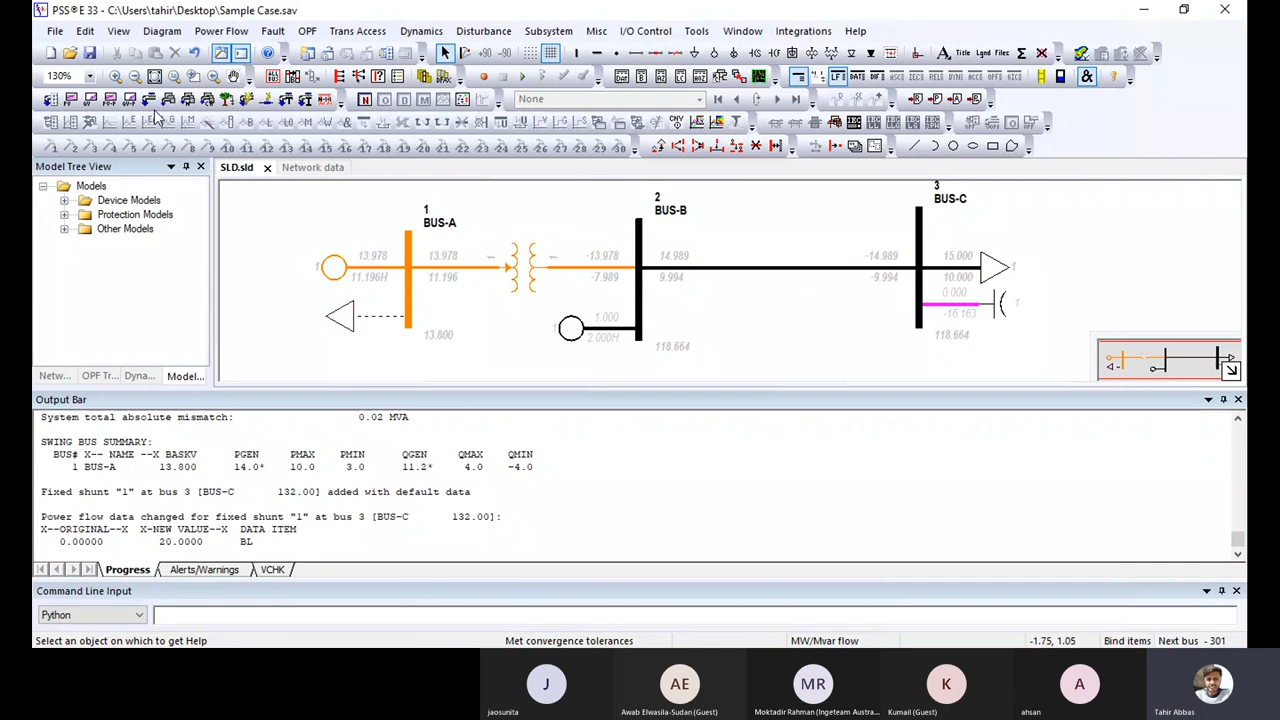 PSS®E 33 - C:\Users\tahir\Desktop\Sample Case.sav
File Edit View Diagram Power Flow Fault OPF Trans Access Dynamics Disturbance Subsystem Misc I/O Control Tools Window Integrations Help
130%
None
Model Tree View
SLD.sld Network data
Models
Device Models
Protection Models
Other Models
Netw... OPF Tr... Dyna... Model...
1
BUS-A
2
BUS-B
3
BUS-C
1 13.978 13.978 -13.978 14.989 -14.989 15.000 1
11.196H 11.196 -7.989 9.994 -9.994 10.000
0.000 1
-16.163
1.000
2.000H
13.800 118.664 118.664
Output Bar
System total absolute mismatch: 0.02 MVA
SWING BUS SUMMARY:
BUS# X-- NAME --X BASKV PGEN PMAX PMIN QGEN QMAX QMIN
1 BUS-A 13.800 14.0* 10.0 3.0 11.2* 4.0 -4.0
Fixed shunt "1" at bus 3 [BUS-C 132.00] added with default data
Power flow data changed for fixed shunt "1" at bus 3 [BUS-C 132.00]:
X--ORIGINAL--X X-NEW VALUE--X DATA ITEM
0.00000 20.0000 BL
Progress Alerts/Warnings VCHK
Command Line Input
Python
Select an object on which to get Help Met convergence tolerances MW/Mvar flow -1.75, 1.05 Bind items Next bus - 301
J AE MR K A
jaosunita Awab Elwasila-Sudan (Guest) Moktadir Rahman (Ingeteam Austra... Kumail (Guest) ahsan Tahir Abbas